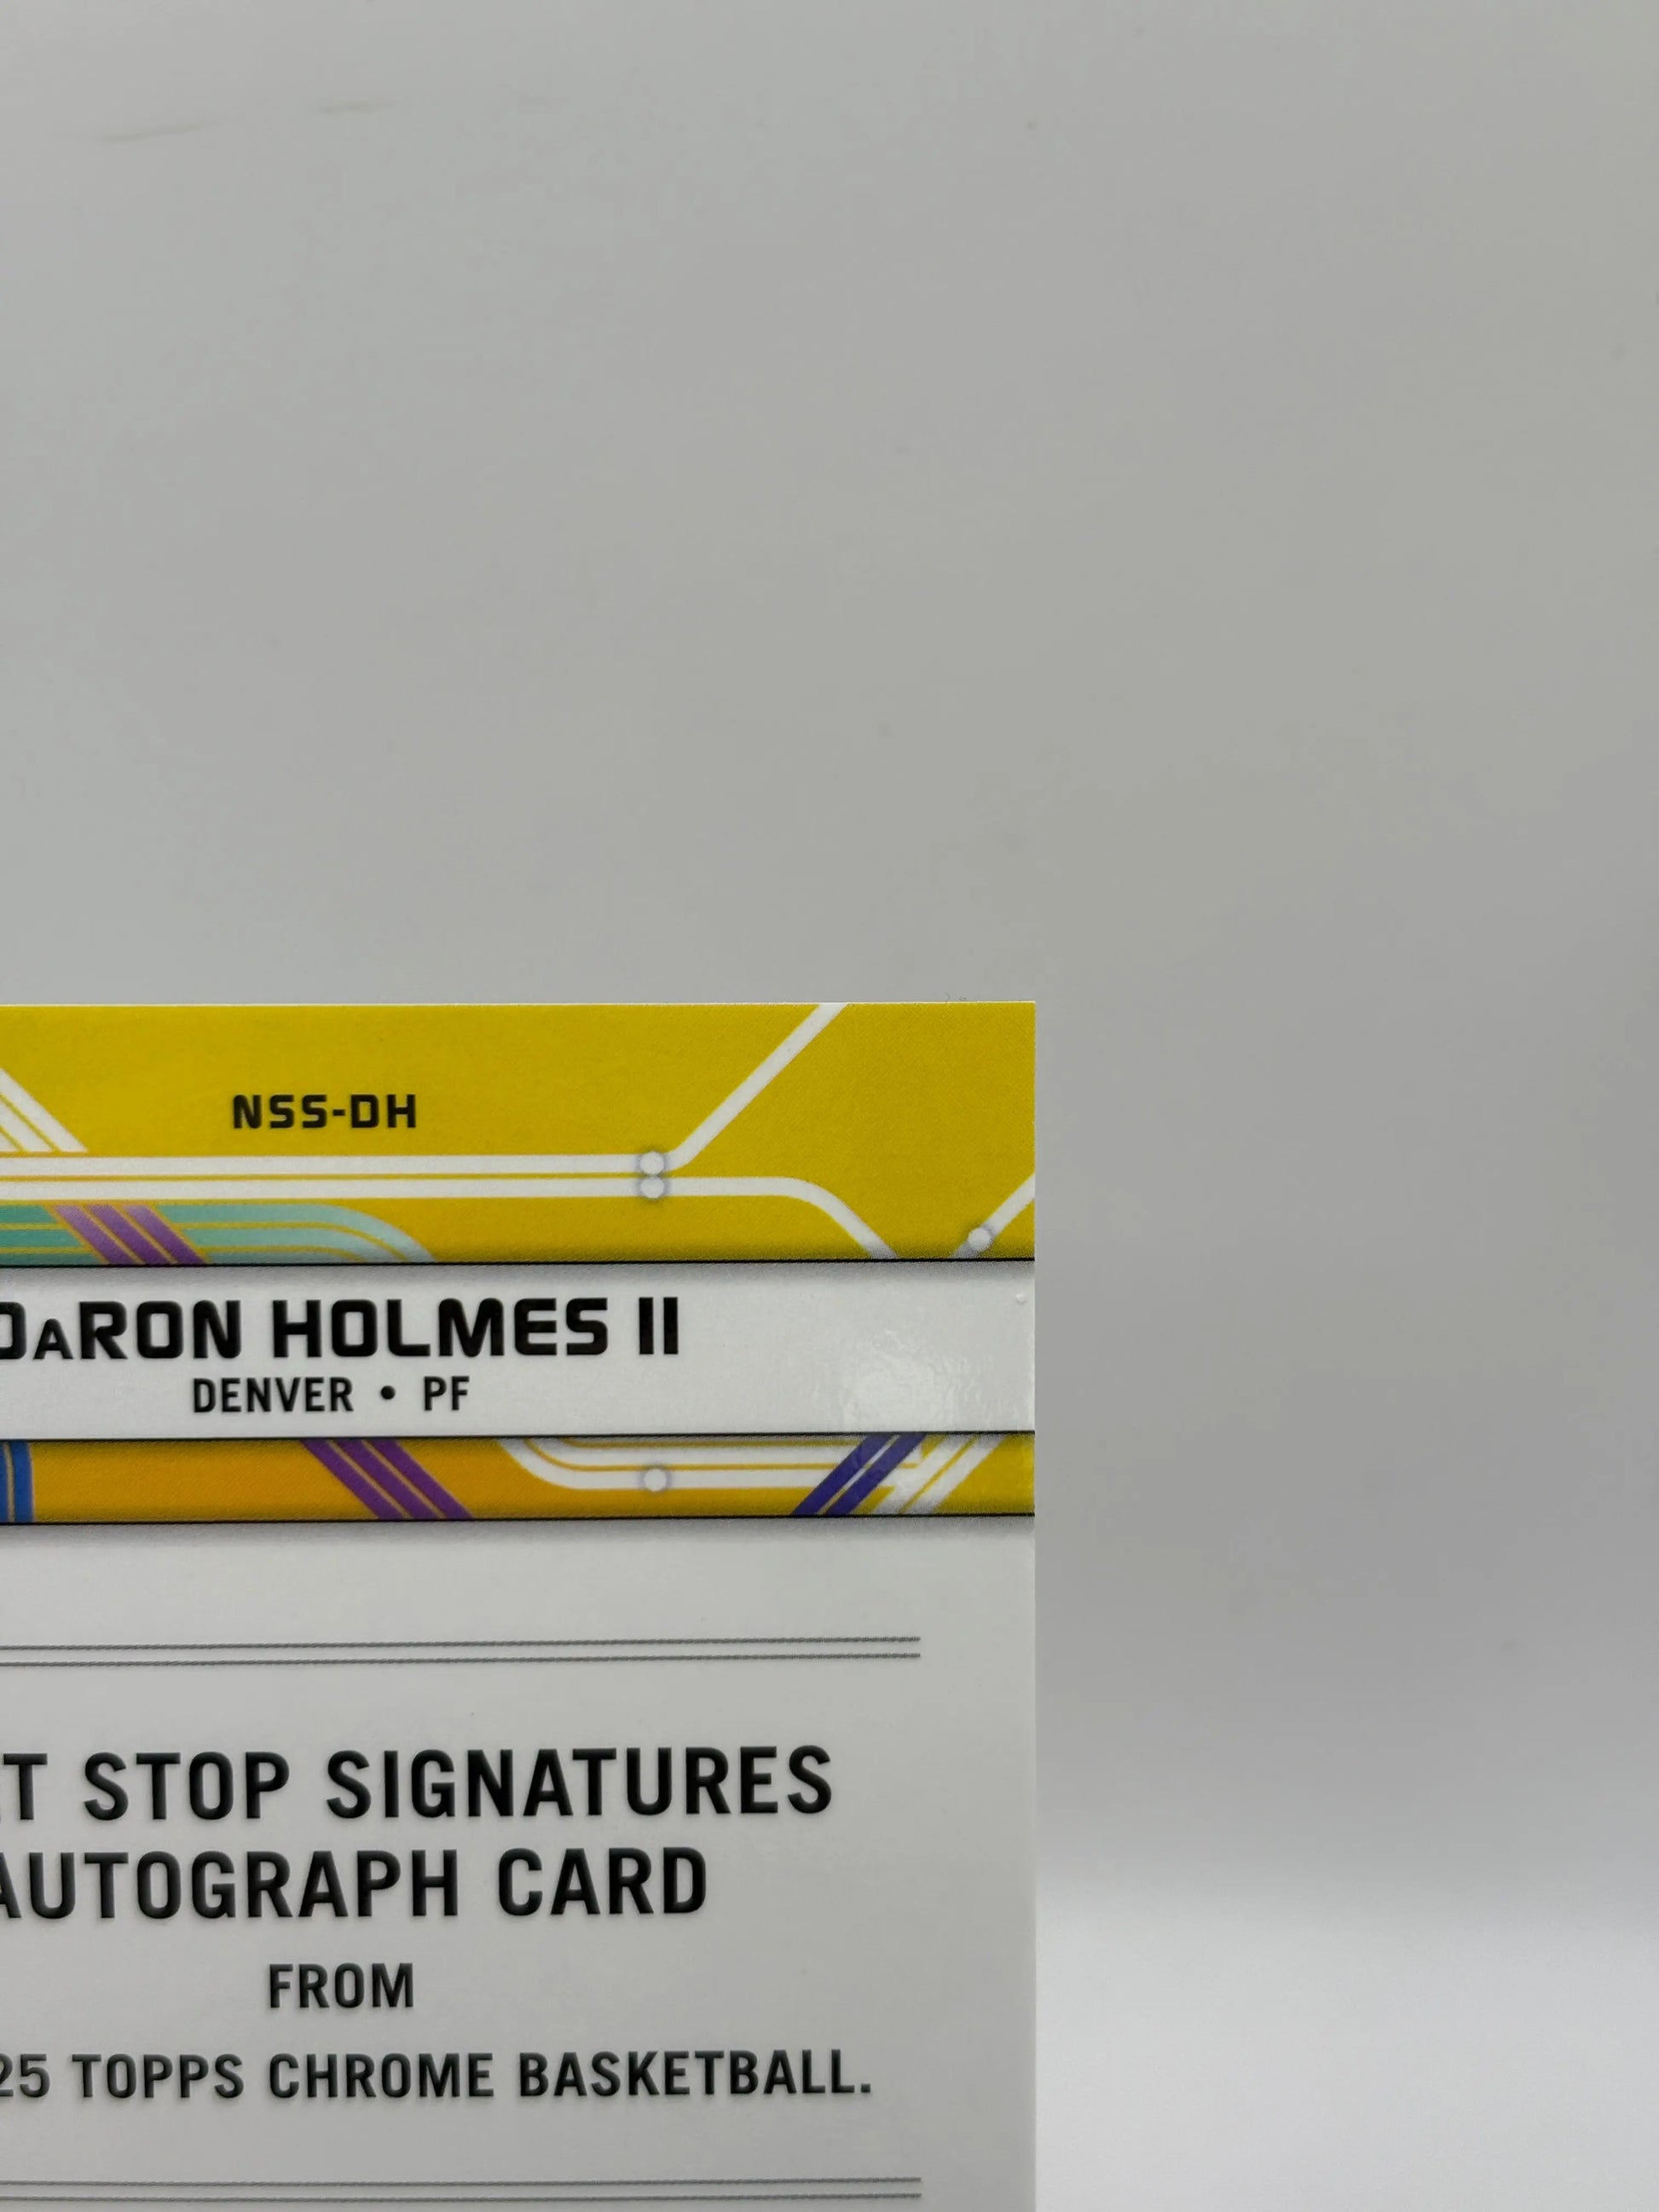 NSS-DH
DaRON HOLMES II
DENVER • PF
STOP SIGNATURES
AUTOGRAPH CARD
FROM
25 TOPPS CHROME BASKETBALL.